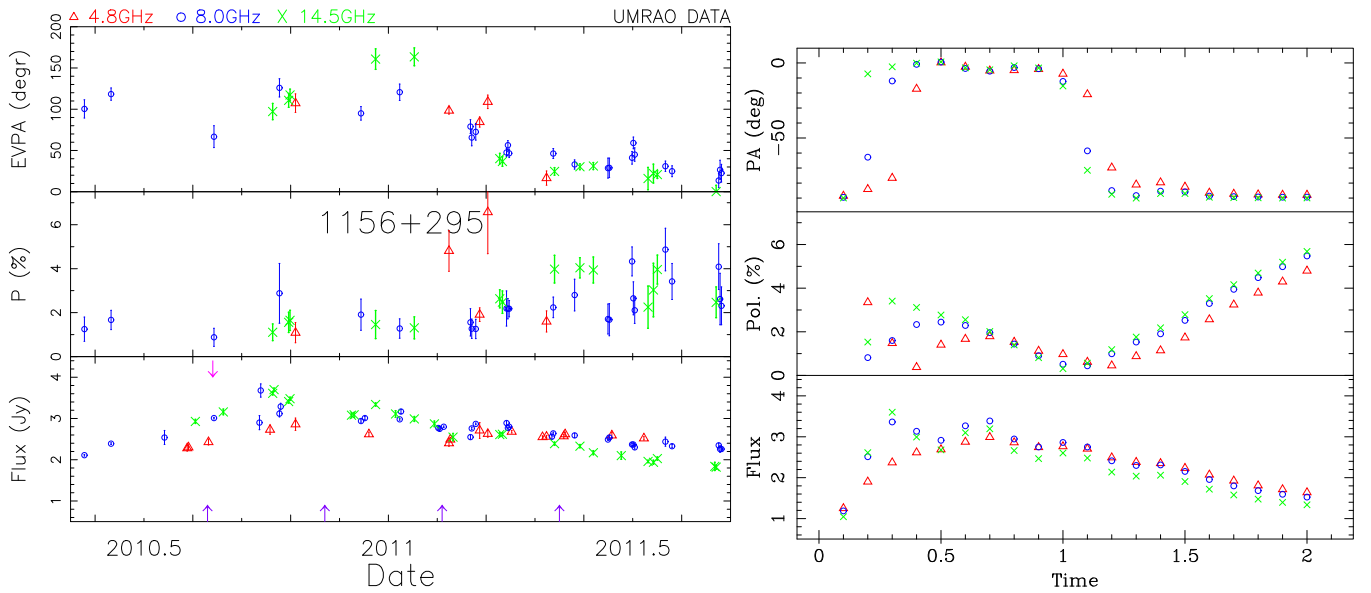 △ 4.8GHz ○ 8.0GHz × 14.5GHz UMRAO DATA
EVPA (degr)
200
150
100
50
0
P (%)
6
4
2
0
1156+295
Flux (Jy)
4
3
2
1
2010.5 2011 2011.5
Date
PA (deg)
0
−50
Pol. (%)
6
4
2
0
Flux
4
3
2
1
0 0.5 1 1.5 2
Time